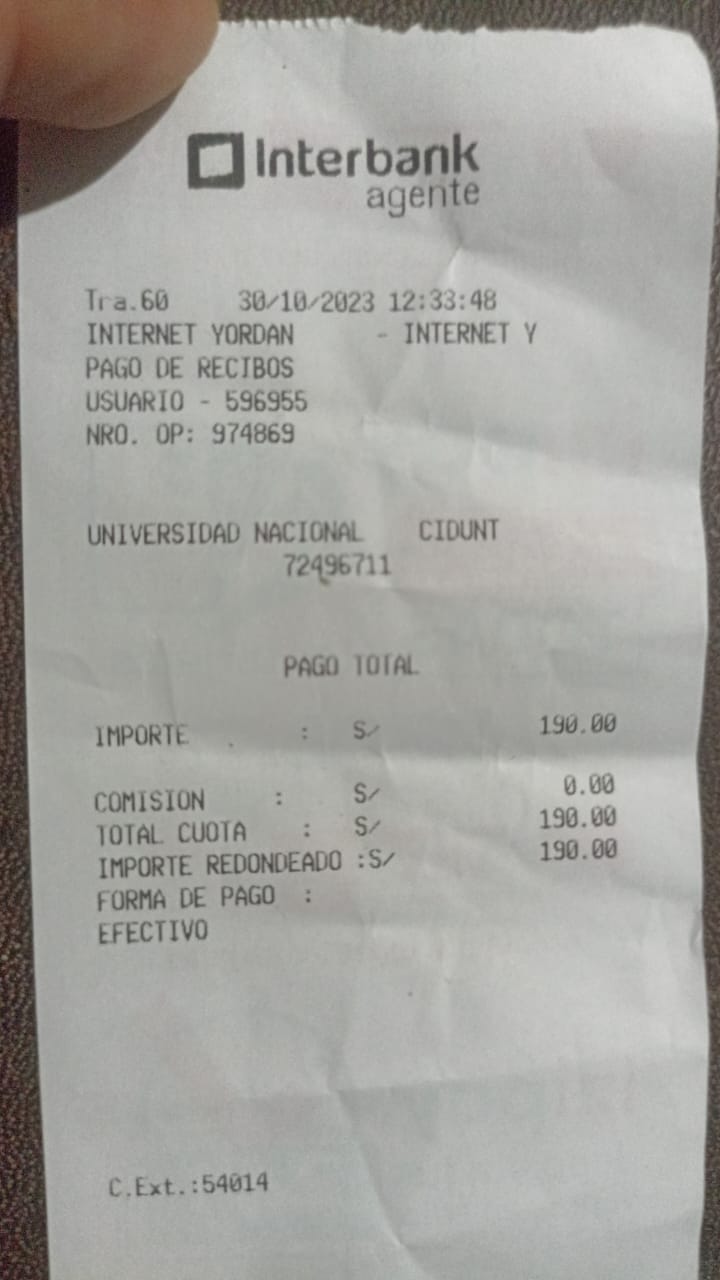 Interbank
agente
Tra.60 30/10/2023 12:33:48
INTERNET YORDAN - INTERNET Y
PAGO DE RECIBOS
USUARIO - 596955
NRO. OP: 974869
UNIVERSIDAD NACIONAL CIDUNT
72496711
PAGO TOTAL
IMPORTE : S/ 190.00
COMISION : S/ 0.00
TOTAL CUOTA : S/ 190.00
IMPORTE REDONDEADO :S/ 190.00
FORMA DE PAGO :
EFECTIVO
C.Ext.:54014